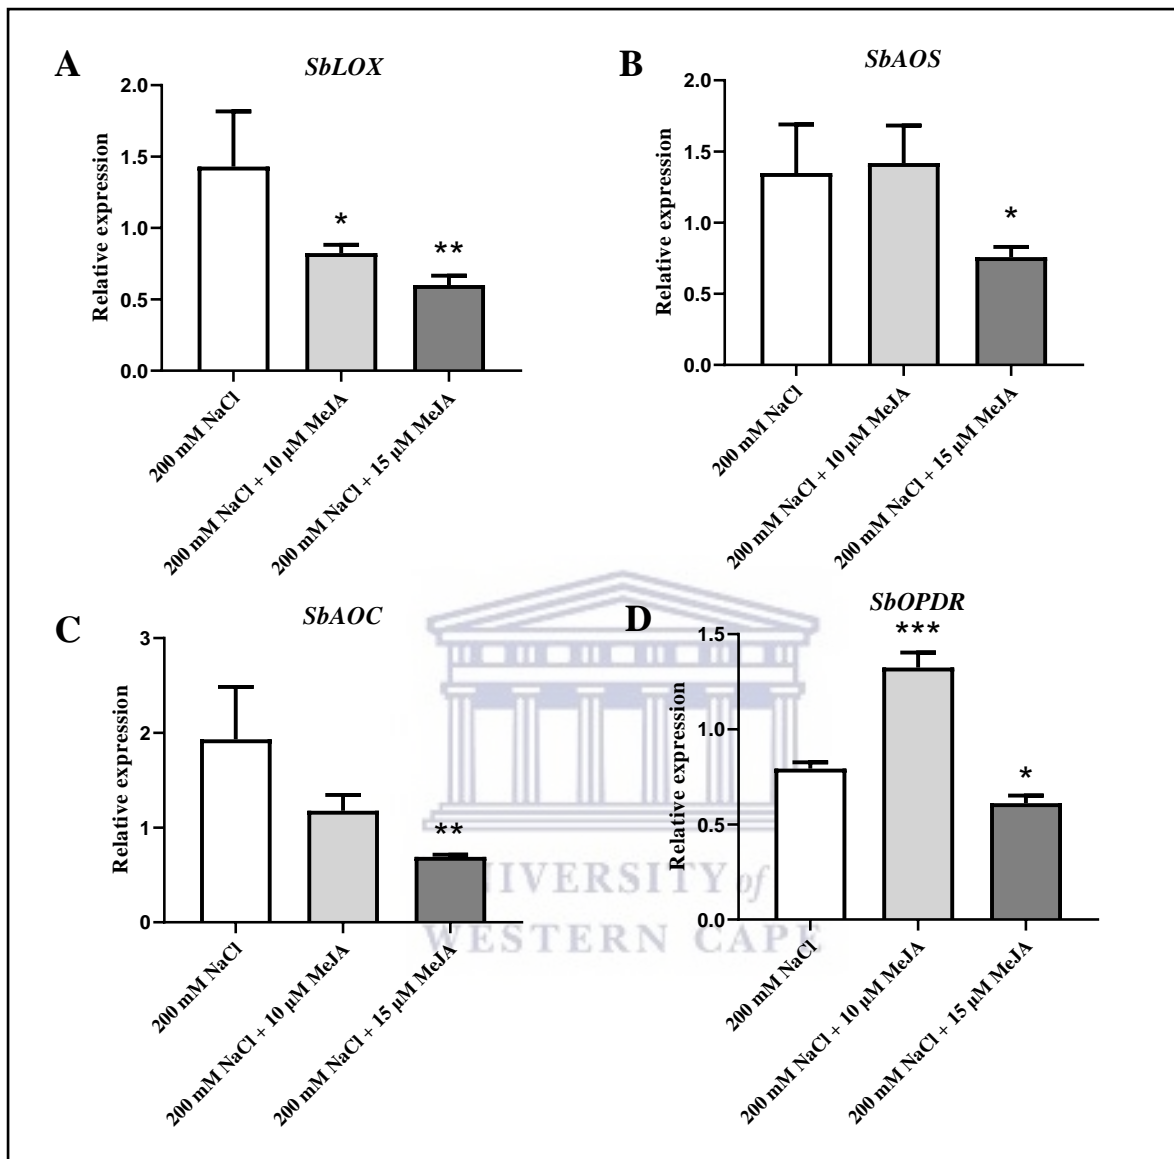 A
SbLOX
Relative expression
2.0
1.5
1.0
0.5
0.0
*
**
200 mM NaCl
200 mM NaCl + 10 µM MeJA
200 mM NaCl + 15 µM MeJA
B
SbAOS
Relative expression
2.0
1.5
1.0
0.5
0.0
*
200 mM NaCl
200 mM NaCl + 10 µM MeJA
200 mM NaCl + 15 µM MeJA
C
SbAOC
Relative expression
3
2
1
0
**
200 mM NaCl
200 mM NaCl + 10 µM MeJA
200 mM NaCl + 15 µM MeJA
D
SbOPDR
Relative expression
1.5
1.0
0.5
0.0
***
*
200 mM NaCl
200 mM NaCl + 10 µM MeJA
200 mM NaCl + 15 µM MeJA
UNIVERSITY of
WESTERN CAPE